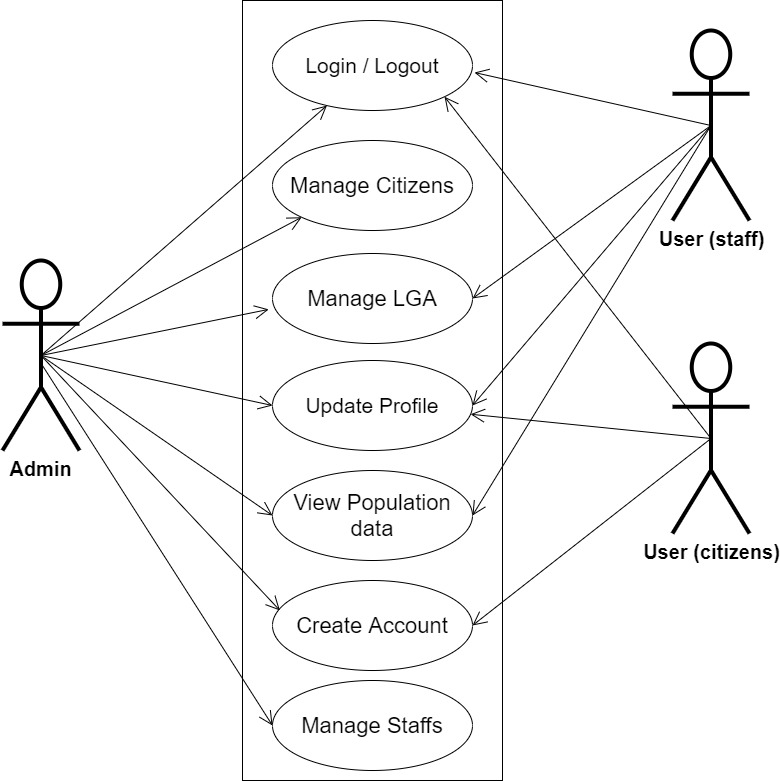 Login / Logout
Manage Citizens
Manage LGA
Update Profile
View Population
data
Create Account
Manage Staffs
Admin
User (staff)
User (citizens)